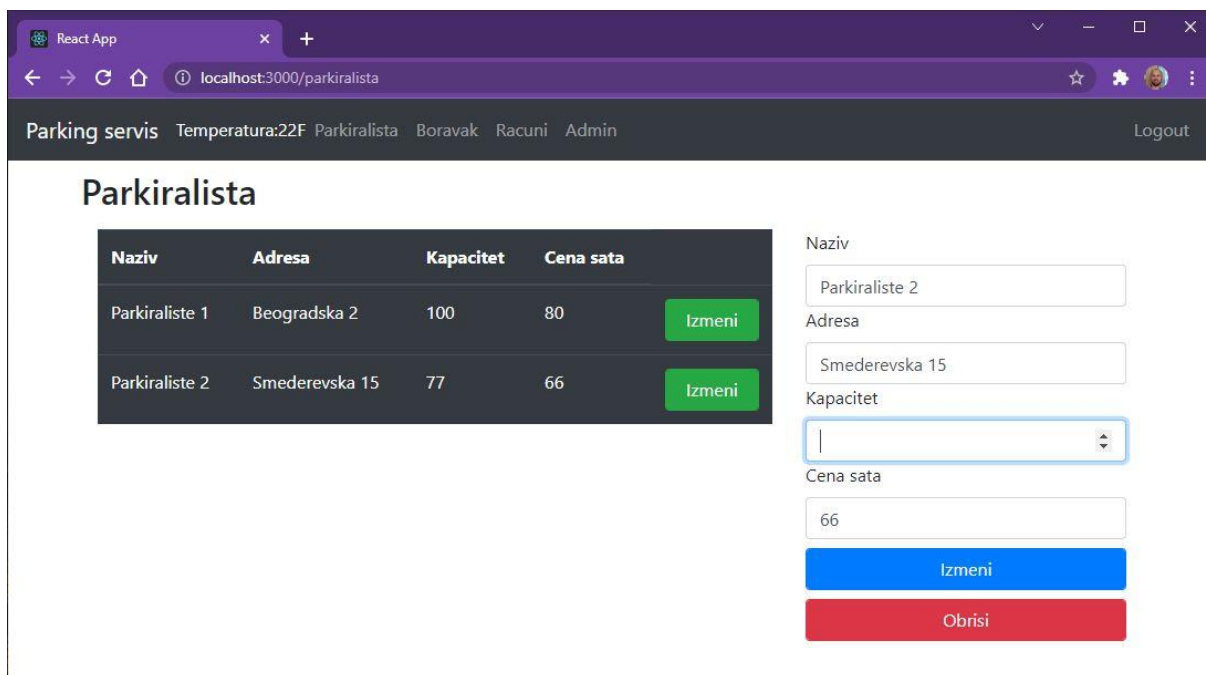 React App
localhost:3000/parkiralista
Parking servis Temperatura:22F Parkiralista Boravak Racuni Admin Logout
Parkiralista
Naziv Adresa Kapacitet Cena sata
Parkiraliste 1 Beogradska 2 100 80 Izmeni
Parkiraliste 2 Smederevska 15 77 66 Izmeni
Naziv
Parkiraliste 2
Adresa
Smederevska 15
Kapacitet
Cena sata
66
Izmeni
Obrisi